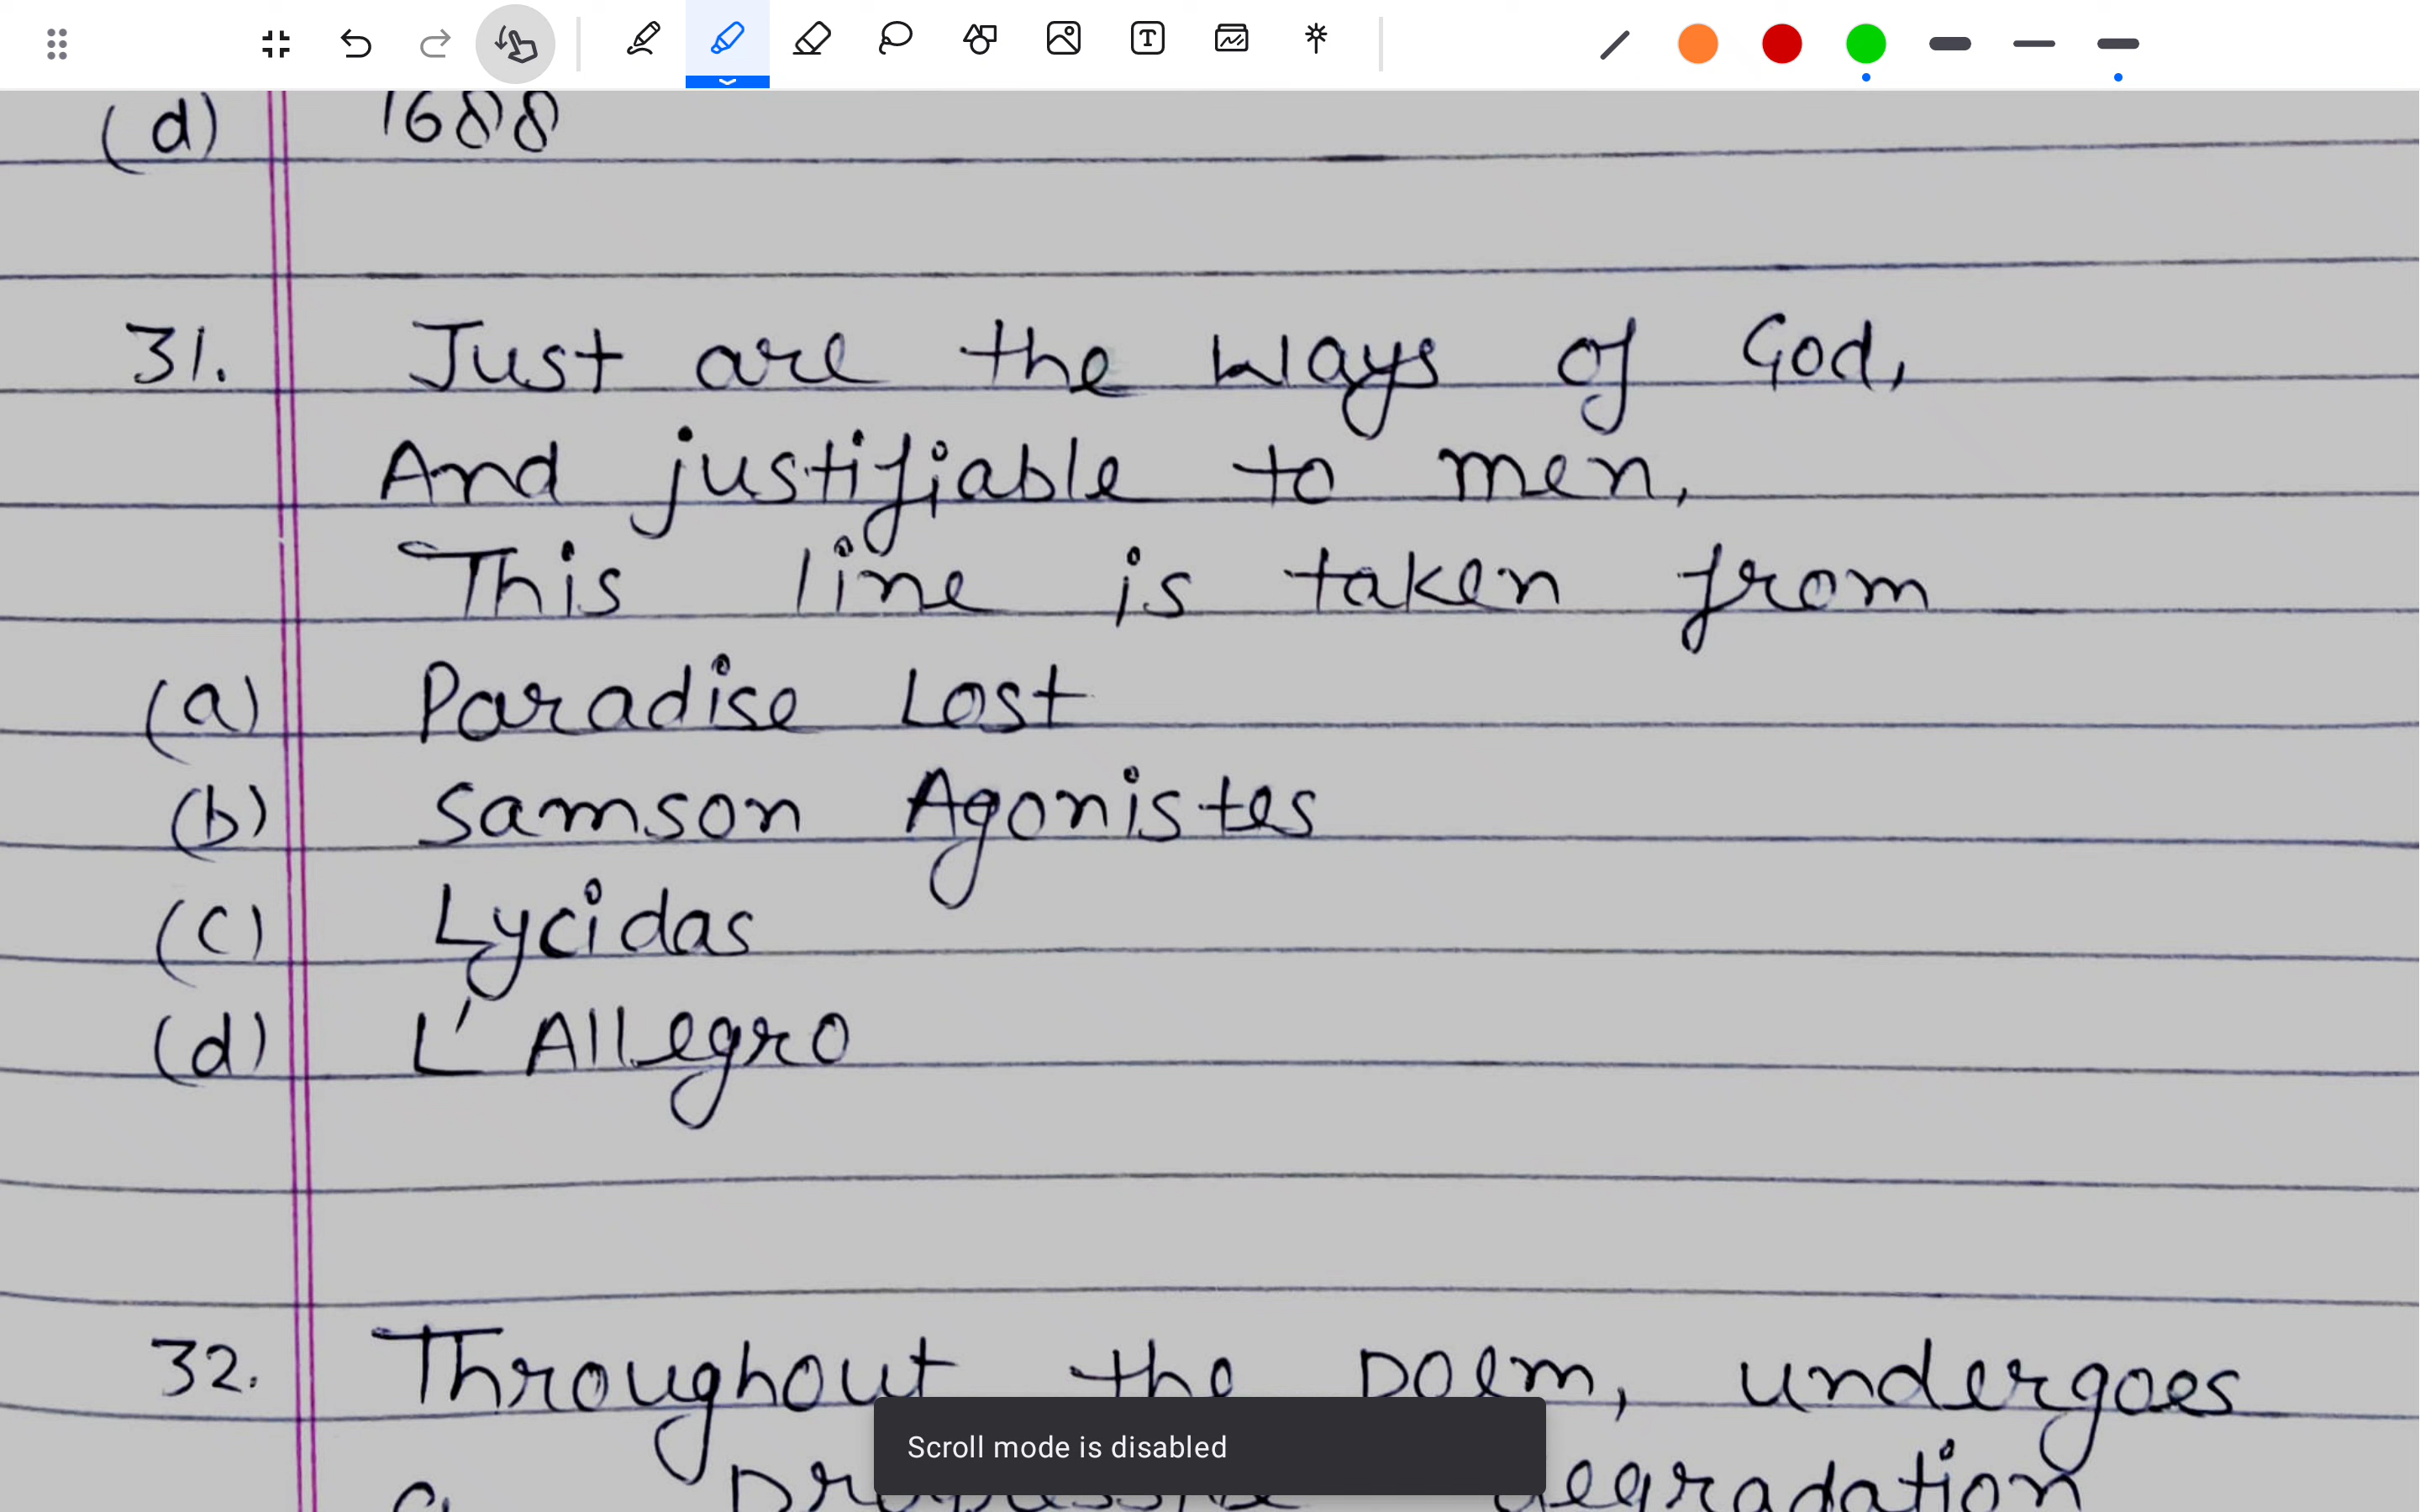 (d) 1688
31. Just are the ways of God,
And justifiable to men,
This line is taken from
(a) Paradise Lost
(b) Samson Agonistes
(c) Lycidas
(d) L'Allegro
32. Throughout the poem, undergoes
degradation
Scroll mode is disabled